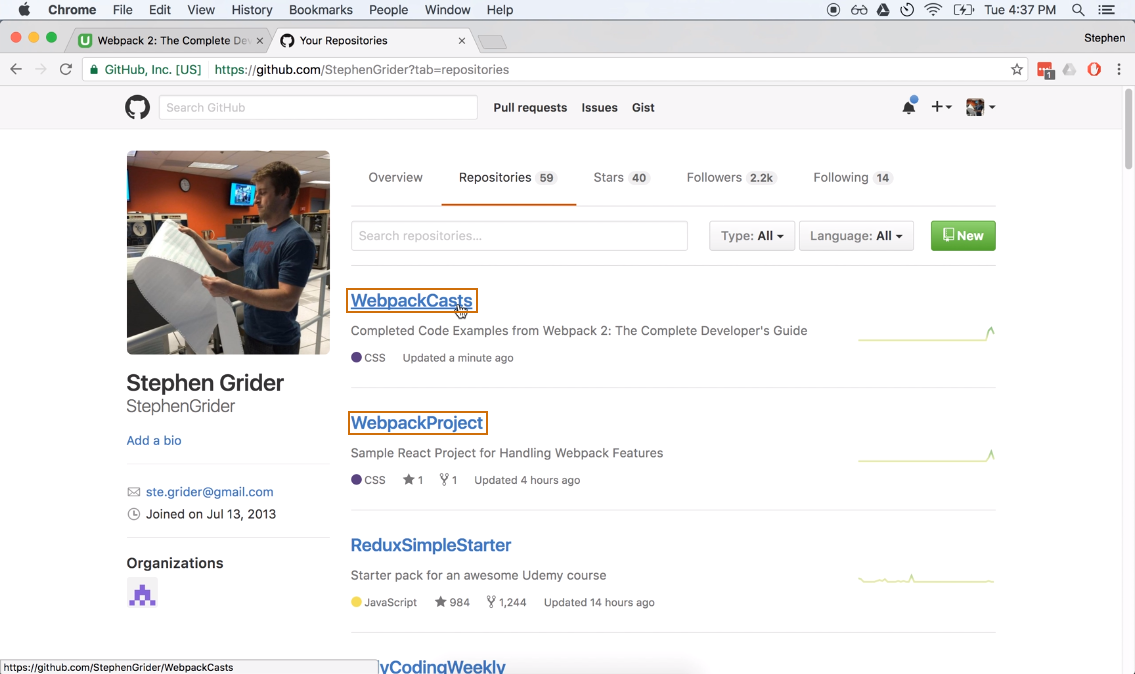 Chrome File Edit View History Bookmarks People Window Help Tue 4:37 PM
Webpack 2: The Complete De Your Repositories Stephen
GitHub, Inc. [US] https://github.com/StephenGrider?tab=repositories 1
Search GitHub Pull requests Issues Gist
Overview Repositories 59 Stars 40 Followers 2.2k Following 14
Search repositories... Type: All Language: All New
WebpackCasts
Completed Code Examples from Webpack 2: The Complete Developer's Guide
CSS Updated a minute ago
Stephen Grider
StephenGrider
Add a bio
ste.grider@gmail.com
Joined on Jul 13, 2013
Organizations
WebpackProject
Sample React Project for Handling Webpack Features
CSS 1 1 Updated 4 hours ago
ReduxSimpleStarter
Starter pack for an awesome Udemy course
JavaScript 984 1,244 Updated 14 hours ago
yCodingWeekly
https://github.com/StephenGrider/WebpackCasts